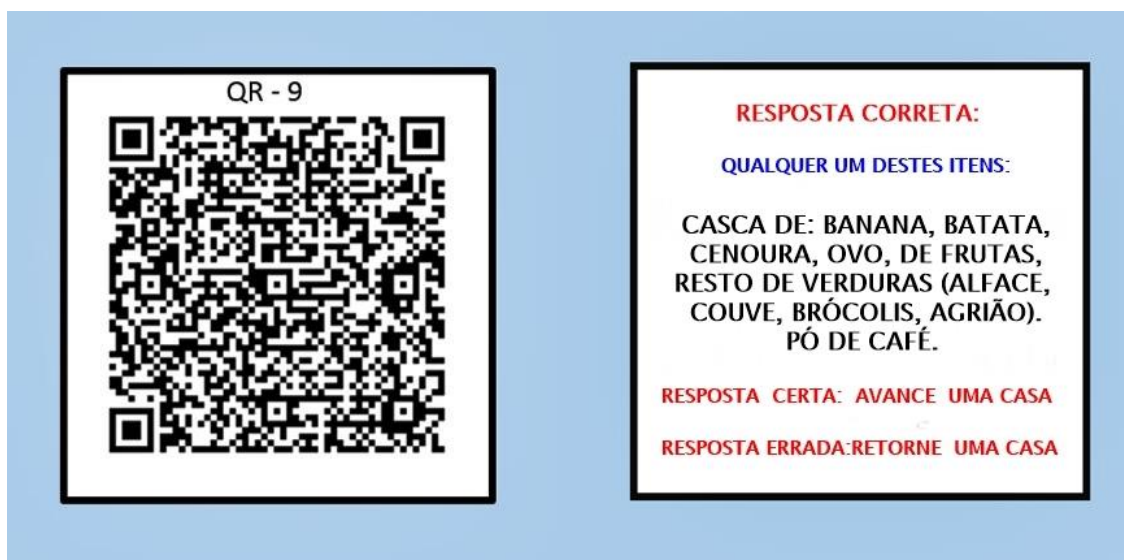 QR - 9
RESPOSTA CORRETA:
QUALQUER UM DESTES ITENS:
CASCA DE: BANANA, BATATA,
CENOURA, OVO, DE FRUTAS,
RESTO DE VERDURAS (ALFACE,
COUVE, BRÓCOLIS, AGRIÃO).
PÓ DE CAFÉ.
RESPOSTA CERTA: AVANCE UMA CASA
RESPOSTA ERRADA:RETORNE UMA CASA